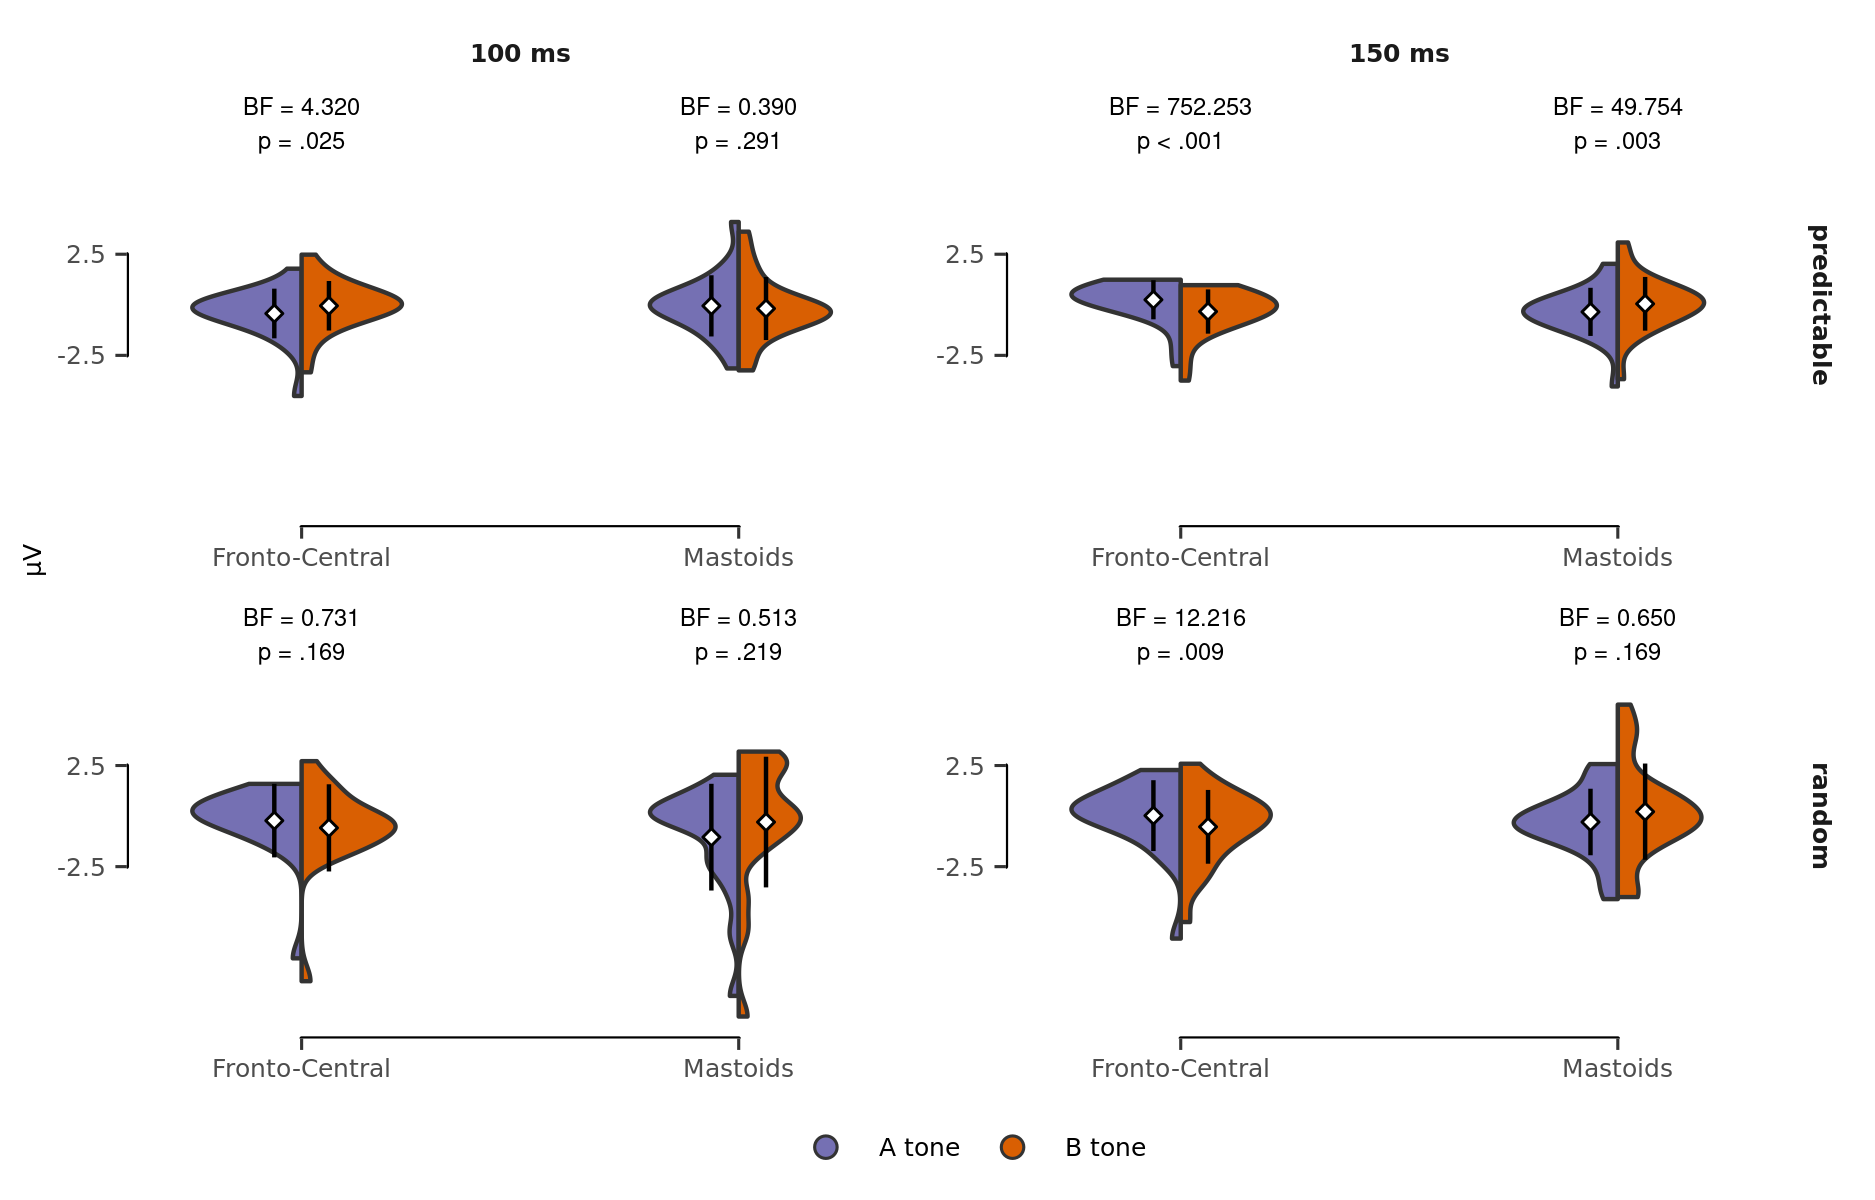 100 ms
150 ms
BF = 4.320
p = .025
BF = 0.390
p = .291
BF = 752.253
p < .001
BF = 49.754
p = .003
2.5
-2.5
2.5
-2.5
predictable
Fronto-Central
Mastoids
Fronto-Central
Mastoids
µV
BF = 0.731
p = .169
BF = 0.513
p = .219
BF = 12.216
p = .009
BF = 0.650
p = .169
2.5
-2.5
2.5
-2.5
random
Fronto-Central
Mastoids
Fronto-Central
Mastoids
A tone
B tone